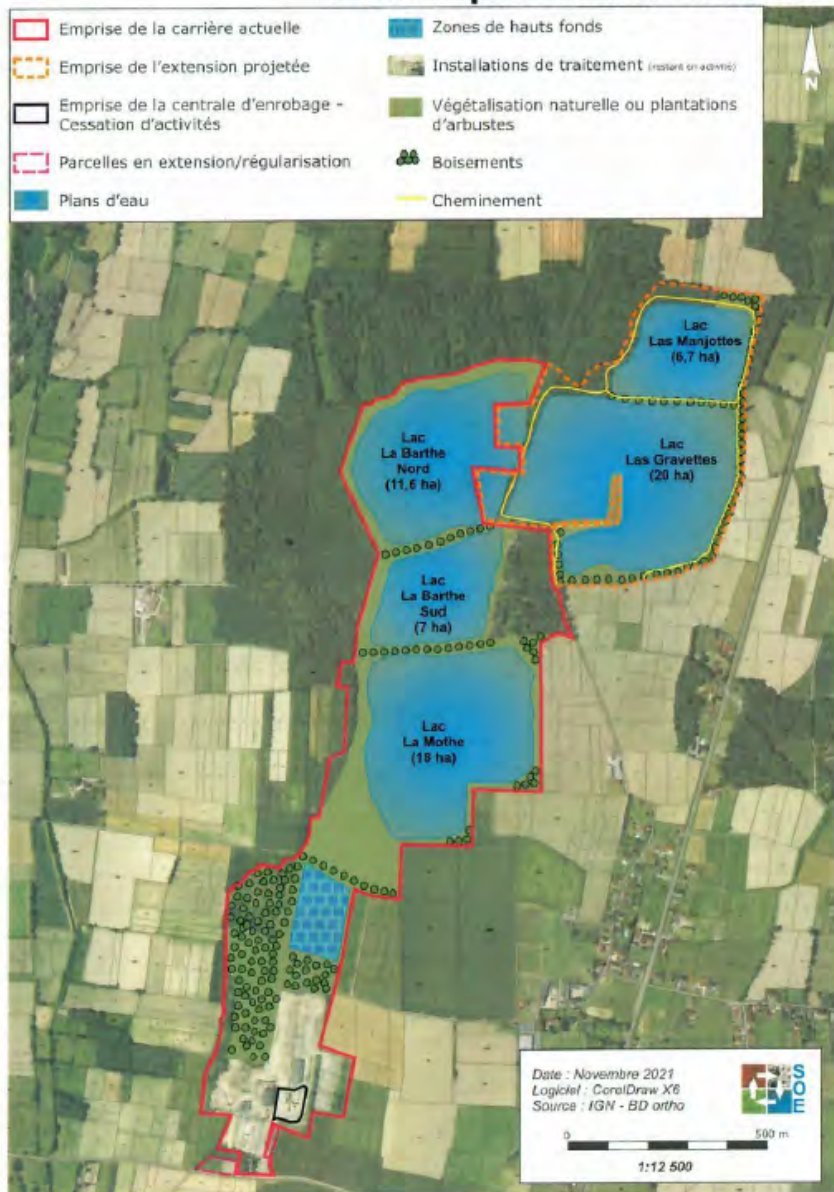 Emprise de la carrière actuelle
Emprise de l'extension projetée
Emprise de la centrale d'enrobage -
Cessation d'activités
Parcelles en extension/régularisation
Plans d'eau
Zones de hauts fonds
Installations de traitement (restant en activité)
Végétalisation naturelle ou plantations
d'arbustes
Boisements
Cheminement
N
Lac
Las Manjottes
(6,7 ha)
Lac
La Barthe
Nord
(11,6 ha)
Lac
Las Gravettes
(20 ha)
Lac
La Barthe
Sud
(7 ha)
Lac
La Mothe
(18 ha)
Date : Novembre 2021
Logiciel : CorelDraw X6
Source : IGN - BD ortho
SOE
0 500 m
1:12 500